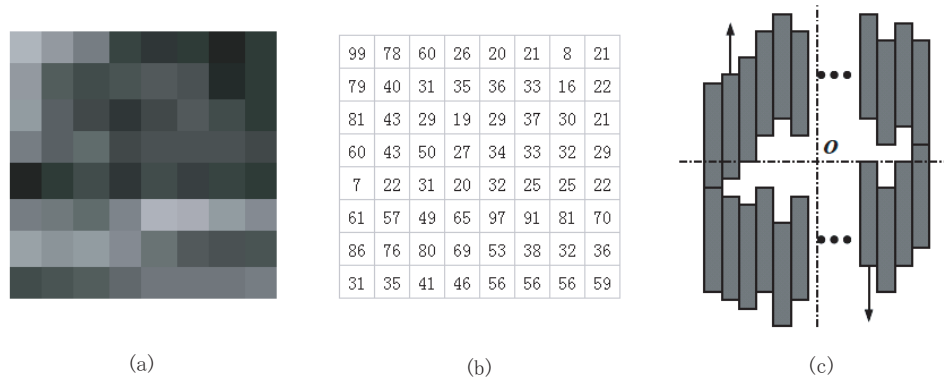 99 78 60 26 20 21 8 21
79 40 31 35 36 33 16 22
81 43 29 19 29 37 30 21
60 43 50 27 34 33 32 29
7 22 31 20 32 25 25 22
61 57 49 65 97 91 81 70
86 76 80 69 53 38 32 36
31 35 41 46 56 56 56 59
O
(a) (b) (c)